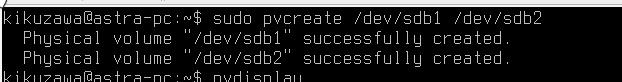 kikuzawa@astra-pc:~$ sudo pvcreate /dev/sdb1 /dev/sdb2
  Physical volume "/dev/sdb1" successfully created.
  Physical volume "/dev/sdb2" successfully created.
kikuzawa@astra-pc:~$ pvdisplay